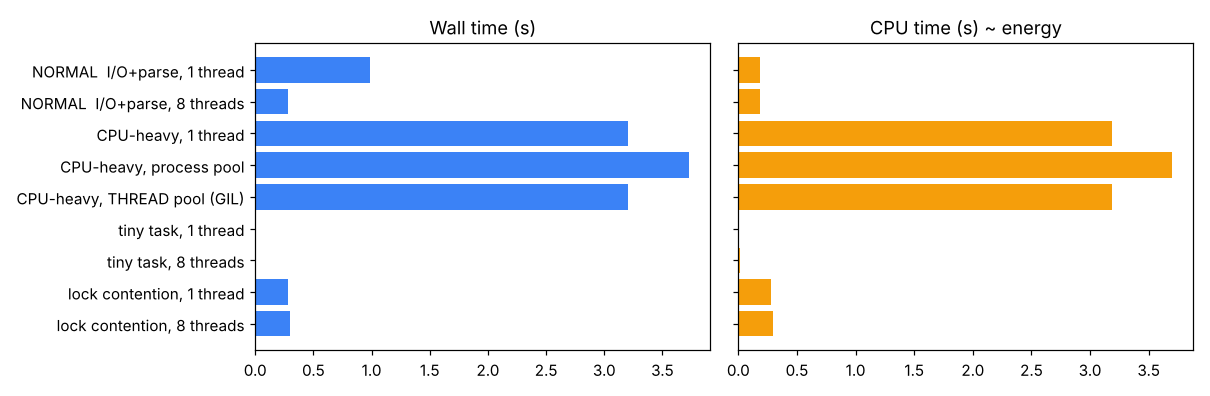 Wall time (s)
CPU time (s) ~ energy
NORMAL  I/O+parse, 1 thread
NORMAL  I/O+parse, 8 threads
CPU-heavy, 1 thread
CPU-heavy, process pool
CPU-heavy, THREAD pool (GIL)
tiny task, 1 thread
tiny task, 8 threads
lock contention, 1 thread
lock contention, 8 threads
0.0 0.5 1.0 1.5 2.0 2.5 3.0 3.5
0.0 0.5 1.0 1.5 2.0 2.5 3.0 3.5